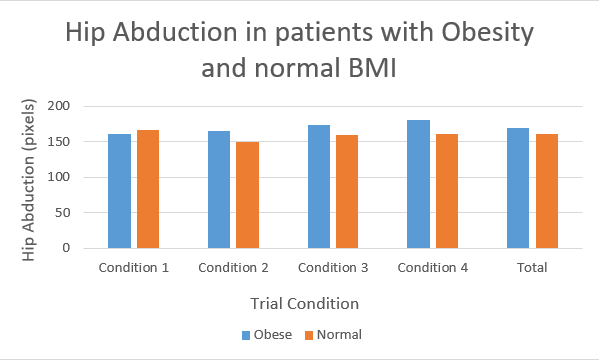 Hip Abduction in patients with Obesity
and normal BMI
Hip Abduction (pixels)
200
150
100
50
0
Condition 1 Condition 2 Condition 3 Condition 4 Total
Trial Condition
Obese Normal